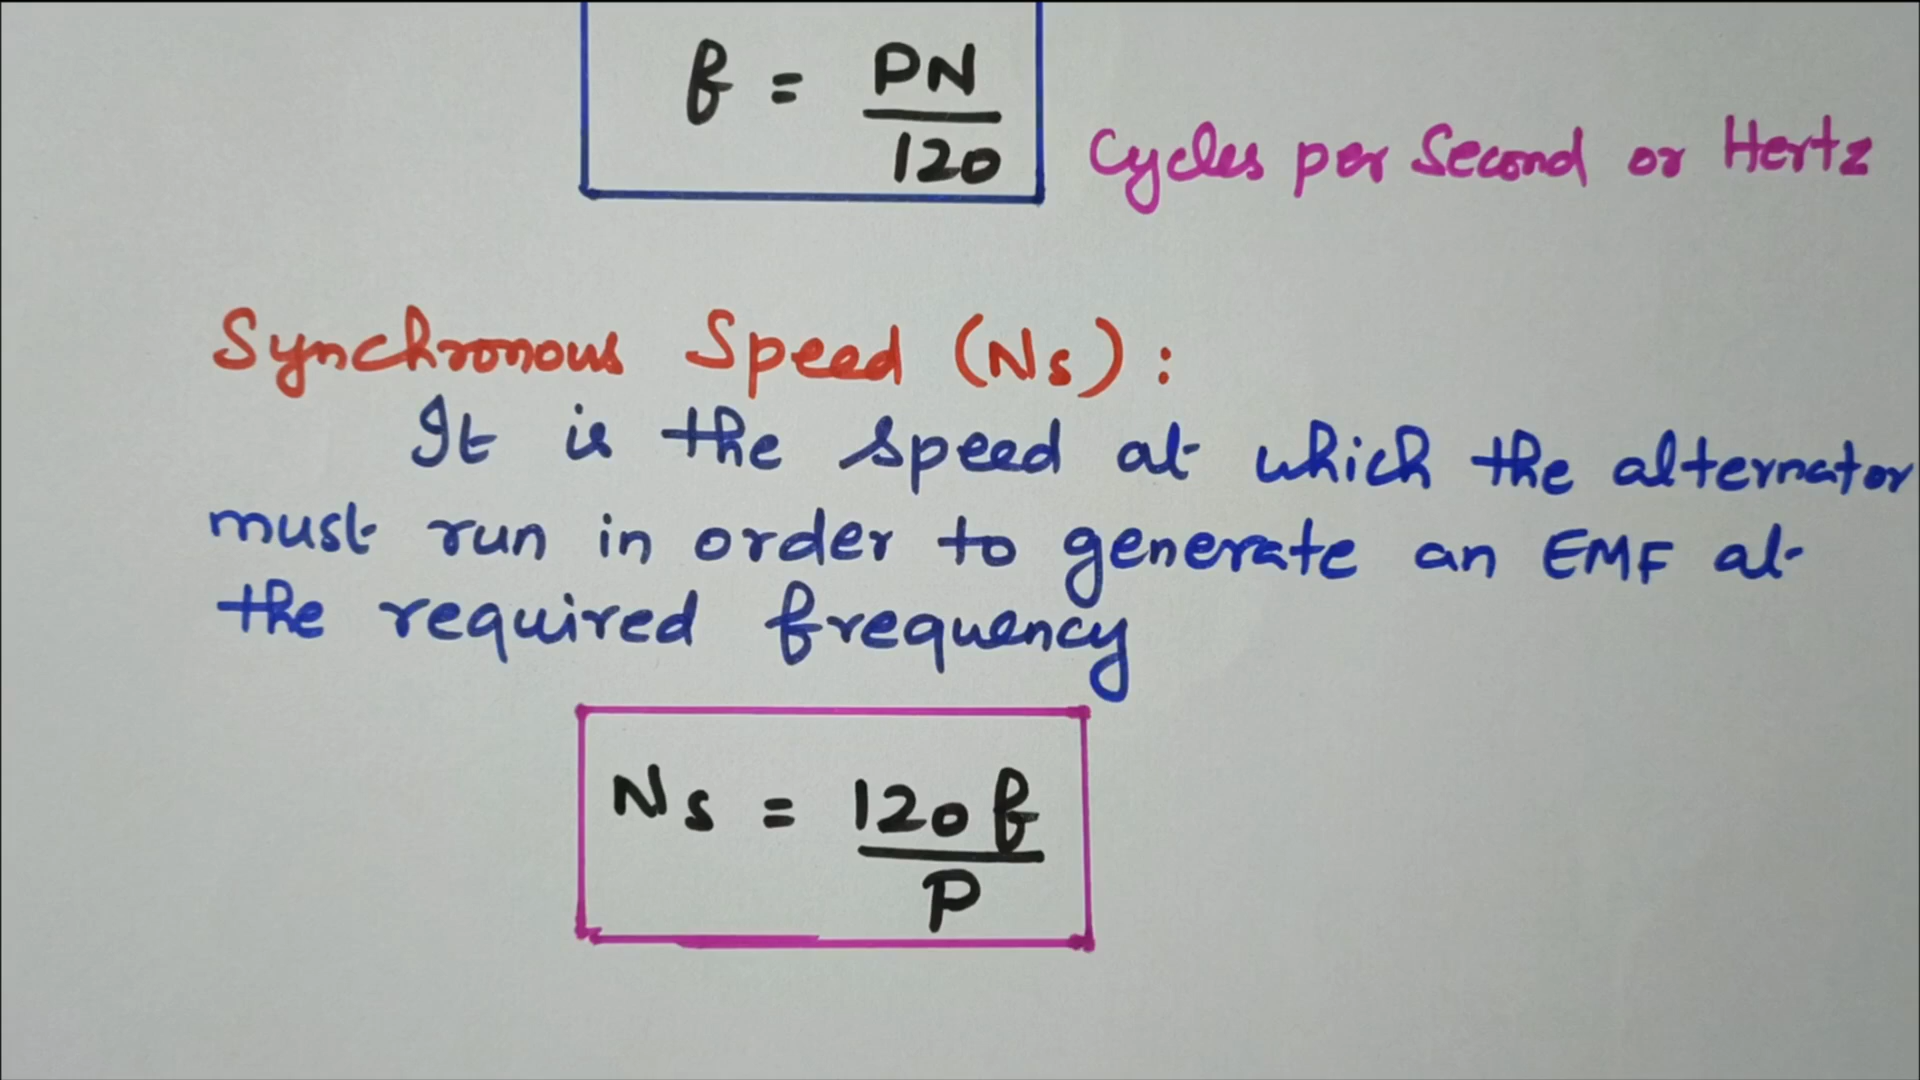 f = PN/120 Cycles per Second or Hertz
Synchronous Speed (Ns):
It is the speed at which the alternator
must run in order to generate an EMF at
the required frequency
Ns = 120f/P